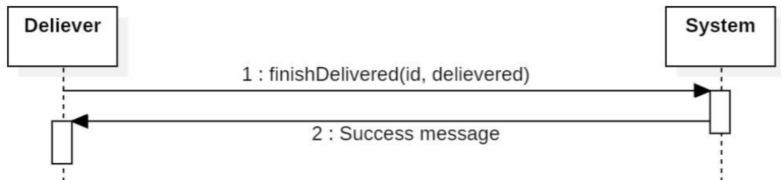 Deliever
System
1 : finishDelivered(id, delievered)
2 : Success message